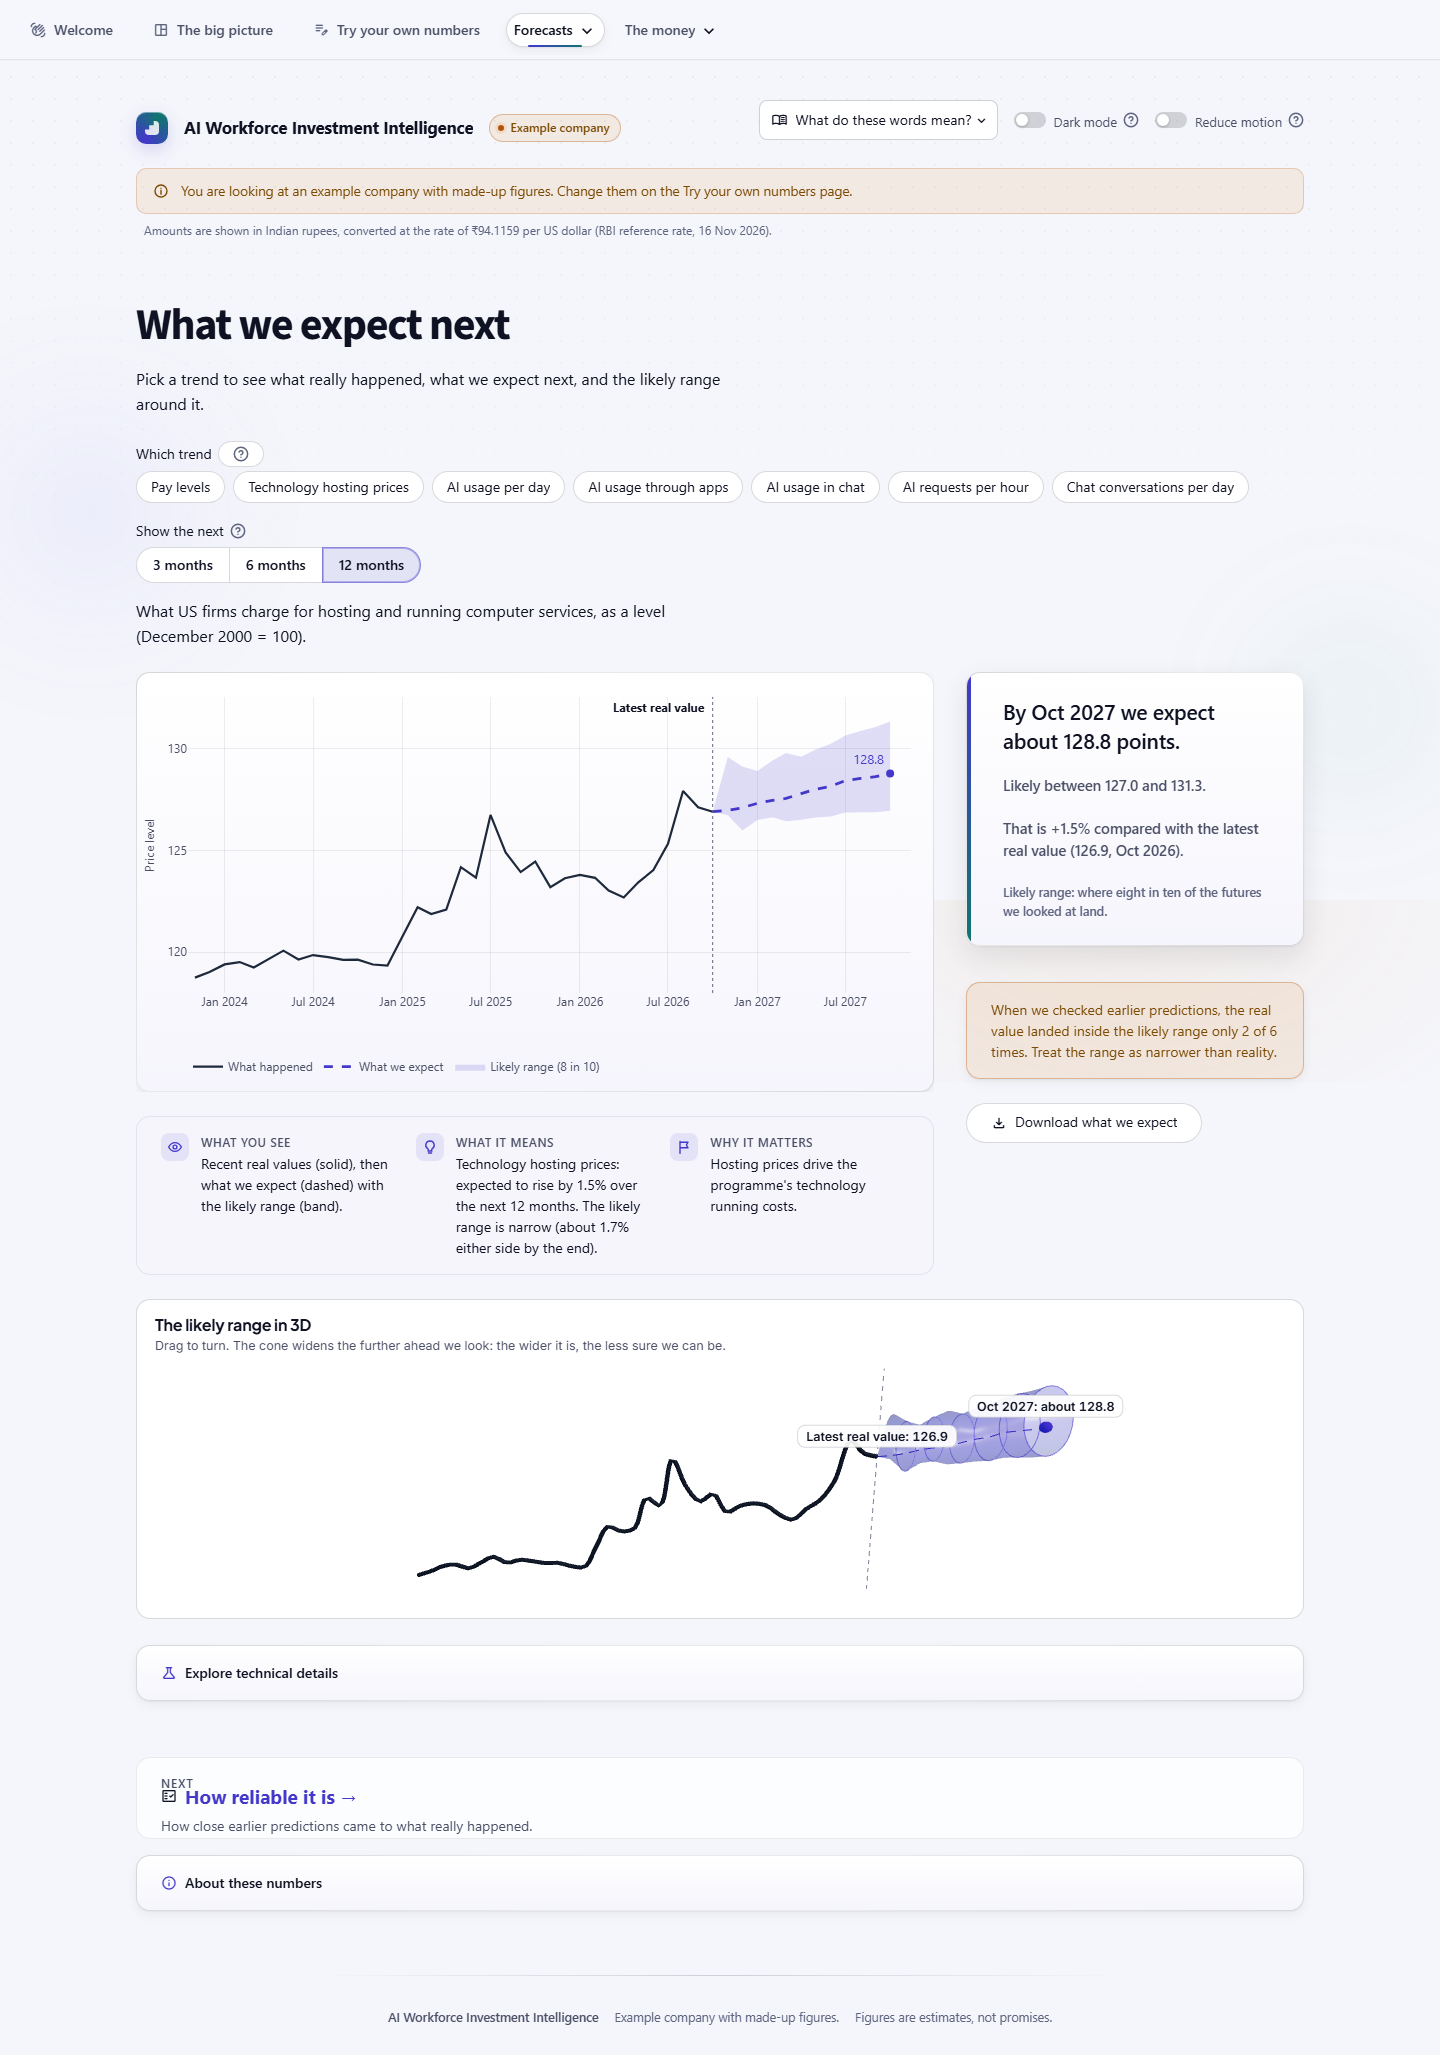 Welcome
The big picture
Try your own numbers
Forecasts
The money
AI Workforce Investment Intelligence
Example company
What do these words mean?
Dark mode
Reduce motion
You are looking at an example company with made-up figures. Change them on the Try your own numbers page.
Amounts are shown in Indian rupees, converted at the rate of ₹94.1159 per US dollar (RBI reference rate, 16 Nov 2026).
What we expect next
Pick a trend to see what really happened, what we expect next, and the likely range
around it.
Which trend
Pay levels
Technology hosting prices
AI usage per day
AI usage through apps
AI usage in chat
AI requests per hour
Chat conversations per day
Show the next
3 months
6 months
12 months
What US firms charge for hosting and running computer services, as a level
(December 2000 = 100).
Latest real value
130
125
120
Price level
128.8
Jan 2024
Jul 2024
Jan 2025
Jul 2025
Jan 2026
Jul 2026
Jan 2027
Jul 2027
What happened
What we expect
Likely range (8 in 10)
By Oct 2027 we expect
about 128.8 points.
Likely between 127.0 and 131.3.
That is +1.5% compared with the latest
real value (126.9, Oct 2026).
Likely range: where eight in ten of the futures
we looked at land.
When we checked earlier predictions, the real
value landed inside the likely range only 2 of 6
times. Treat the range as narrower than reality.
Download what we expect
WHAT YOU SEE
Recent real values (solid), then
what we expect (dashed) with
the likely range (band).
WHAT IT MEANS
Technology hosting prices:
expected to rise by 1.5% over
the next 12 months. The likely
range is narrow (about 1.7%
either side by the end).
WHY IT MATTERS
Hosting prices drive the
programme's technology
running costs.
The likely range in 3D
Drag to turn. The cone widens the further ahead we look: the wider it is, the less sure we can be.
Oct 2027: about 128.8
Latest real value: 126.9
Explore technical details
NEXT
How reliable it is →
How close earlier predictions came to what really happened.
About these numbers
AI Workforce Investment Intelligence
Example company with made-up figures.
Figures are estimates, not promises.